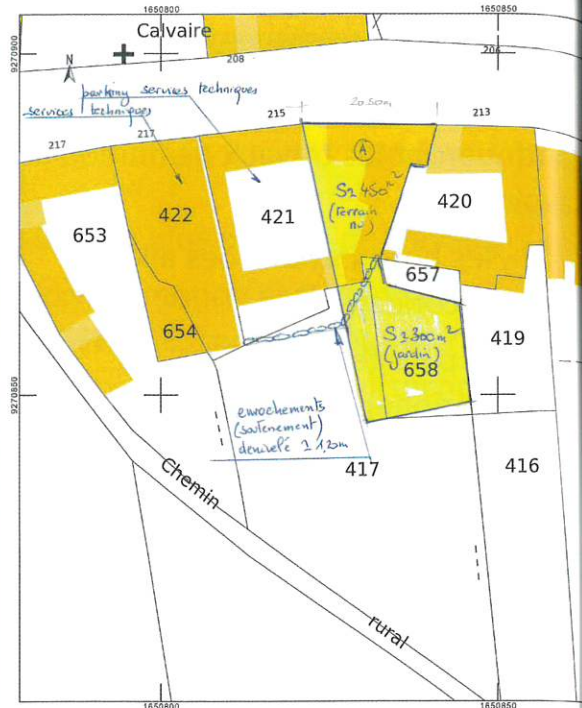 1650800
1650850
9270900
Calvaire
N
208
206
parking services techniques
services techniques
20.50m
217
217
215
213
A
S≃ 450m²
(Terrain
nu)
422
421
420
653
657
654
S≃300m²
(jardin)
658
419
9270850
enrochements
(soutenement)
denivelé ± 1,20m
417
416
Chemin
rural
1650800
1650850